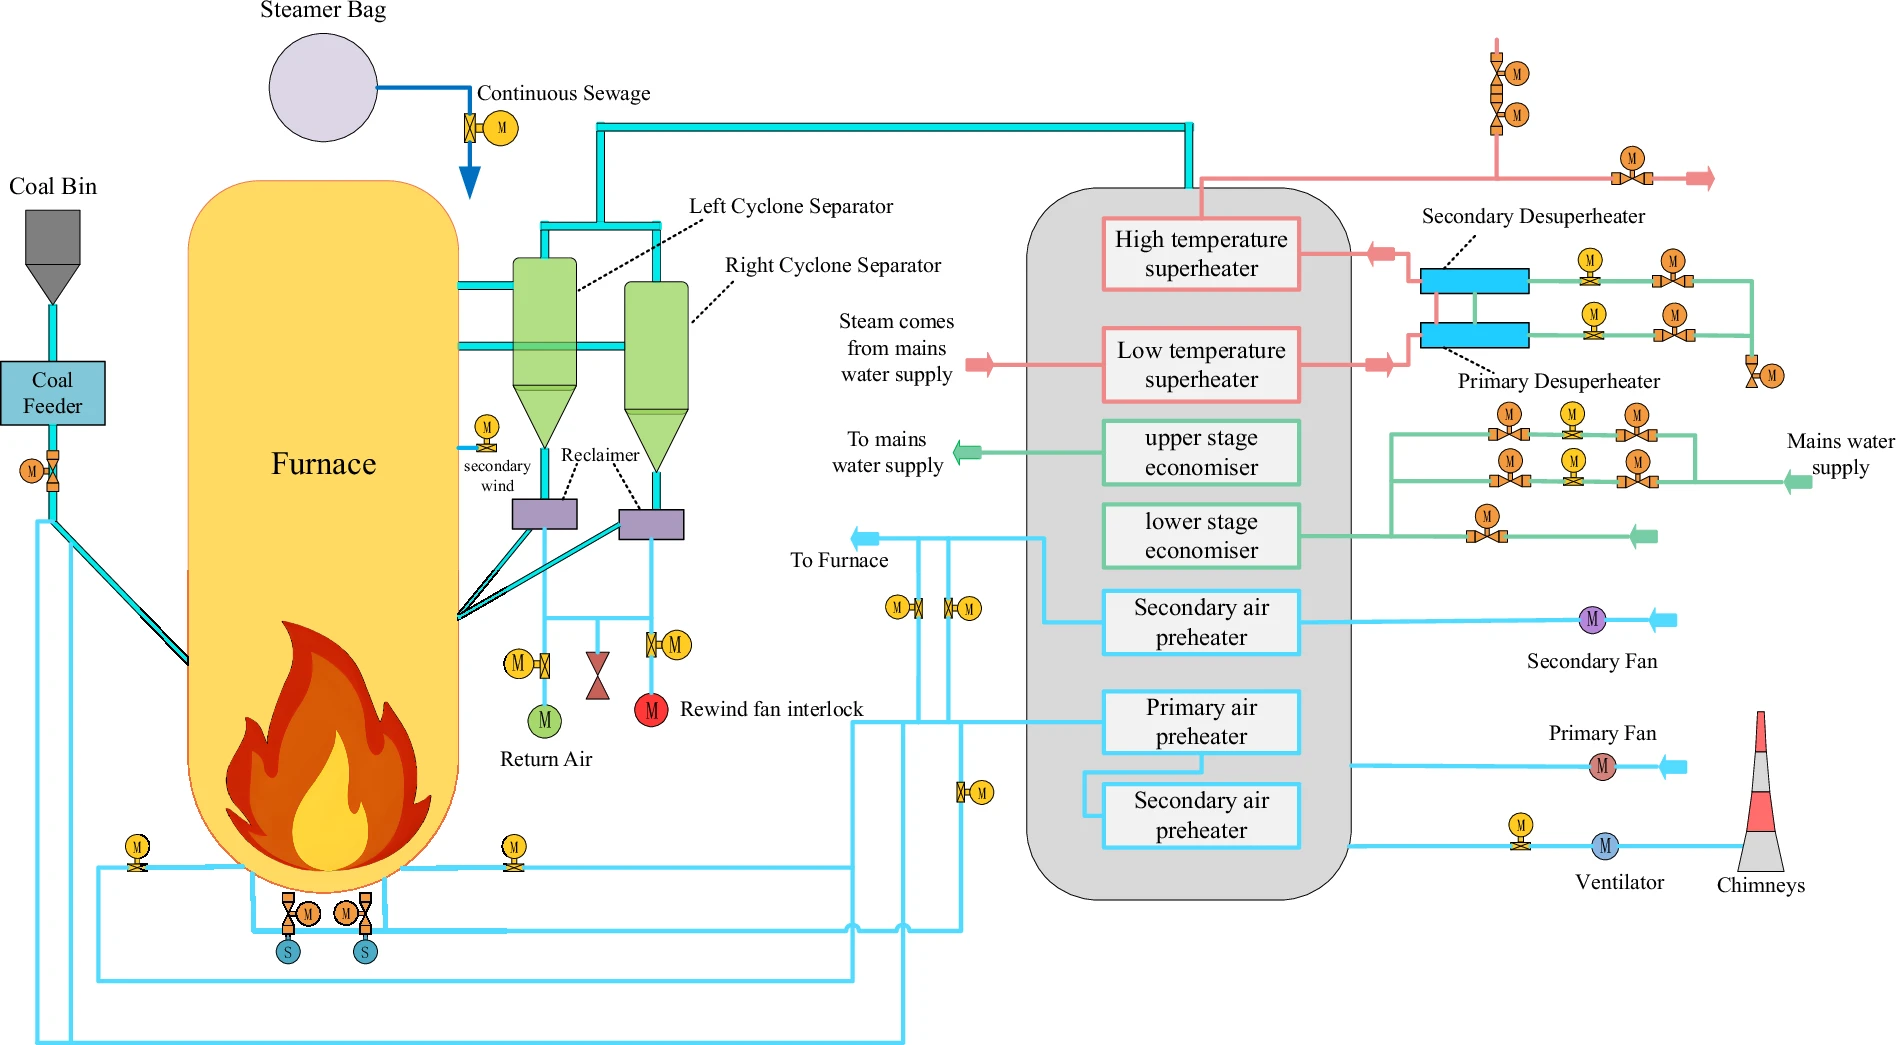 Steamer Bag
Continuous Sewage
M
Coal Bin
Coal
Feeder
M
Furnace
Left Cyclone Separator
Right Cyclone Separator
M
secondary
wind
Reclaimer
M
M
M
M
Rewind fan interlock
Return Air
M
M
M
M
S
S
Steam comes
from mains
water supply
To mains
water supply
To Furnace
M
M
M
High temperature
superheater
Low temperature
superheater
upper stage
economiser
lower stage
economiser
Secondary air
preheater
Primary air
preheater
Secondary air
preheater
M
M
M
Secondary Desuperheater
M
M
M
M
Primary Desuperheater
M
M
M
M
M
M
M
Mains water
supply
M
M
Secondary Fan
Primary Fan
M
M
M
Ventilator
Chimneys